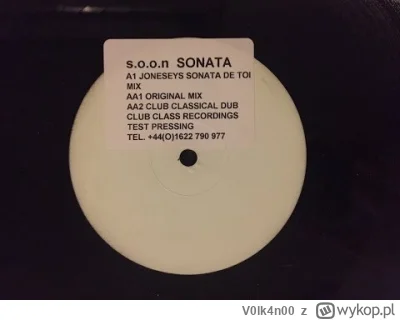 s.o.o.n SONATA
A1 JONESEYS SONATA DE TOI
MIX
AA1 ORIGINAL MIX
AA2 CLUB CLASSICAL DUB
CLUB CLASS RECORDINGS
TEST PRESSING
TEL. +44(O)1622 790 977
V0lk4n00 z wykop.pl